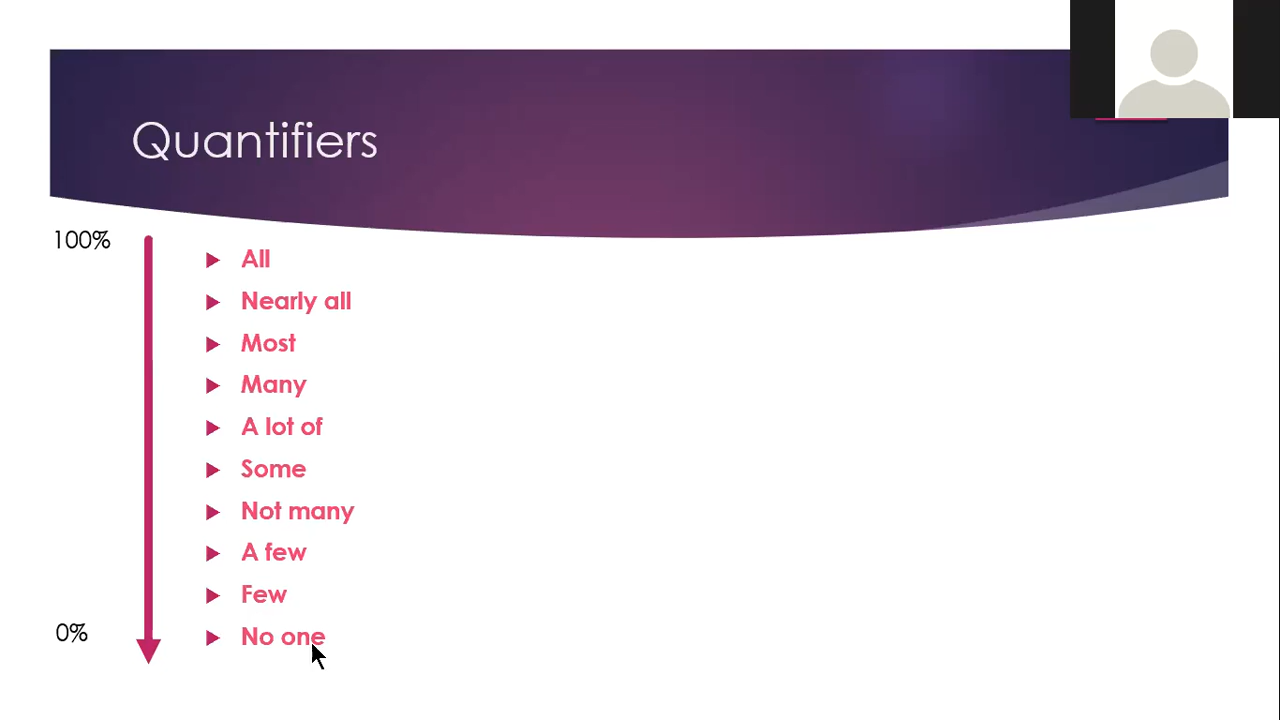 Quantifiers
100%
All
Nearly all
Most
Many
A lot of
Some
Not many
A few
Few
0%
No one